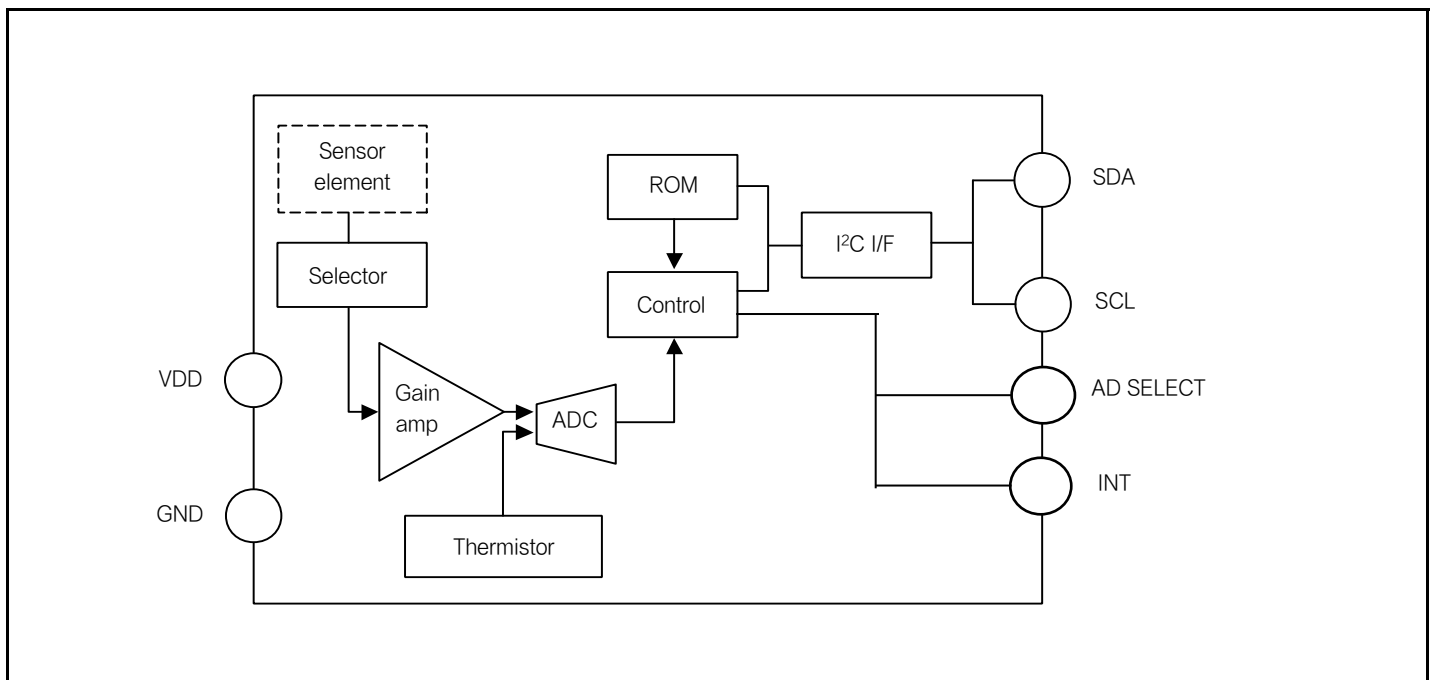 Sensor
element
Selector
VDD
GND
Gain
amp
ADC
Thermistor
ROM
Control
I²C I/F
SDA
SCL
AD SELECT
INT